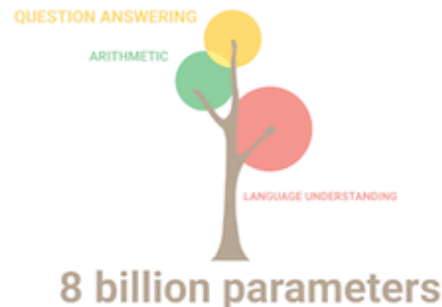 QUESTION ANSWERING
ARITHMETIC
LANGUAGE UNDERSTANDING
8 billion parameters